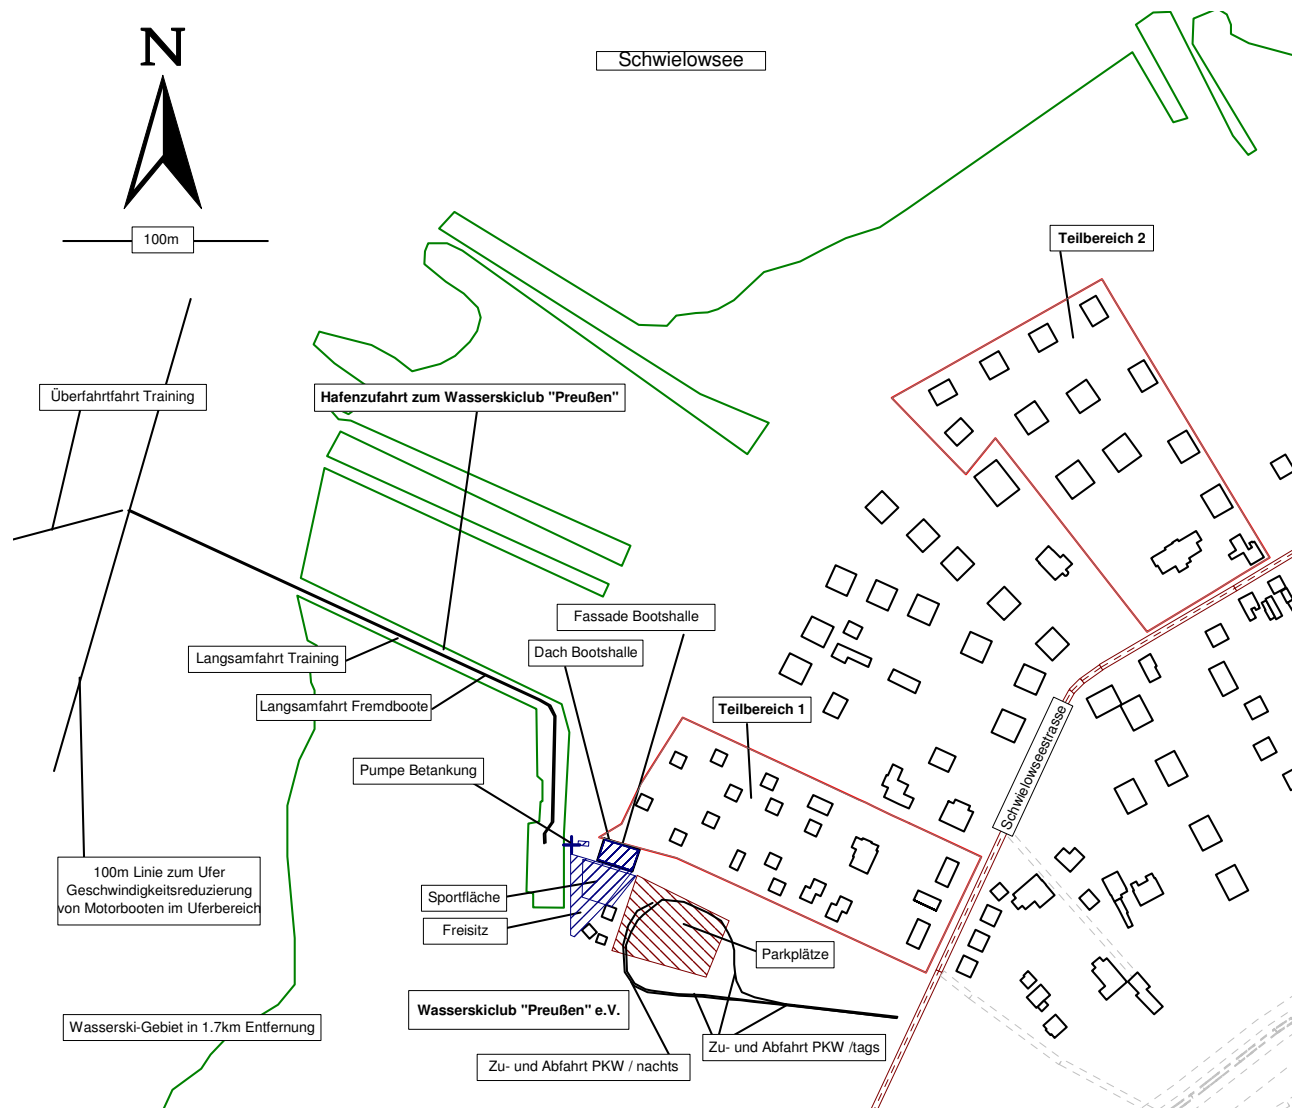 N
Schwielowsee
100m
Teilbereich 2
Überfahrtfahrt Training
Hafenzufahrt zum Wasserskiclub "Preußen"
Fassade Bootshalle
Dach Bootshalle
Langsamfahrt Training
Langsamfahrt Fremdboote
Teilbereich 1
Schwielowseestrasse
Pumpe Betankung
100m Linie zum Ufer
Geschwindigkeitsreduzierung
von Motorbooten im Uferbereich
Sportfläche
Freisitz
Parkplätze
Wasserskiclub "Preußen" e.V.
Wasserski-Gebiet in 1.7km Entfernung
Zu- und Abfahrt PKW /tags
Zu- und Abfahrt PKW / nachts